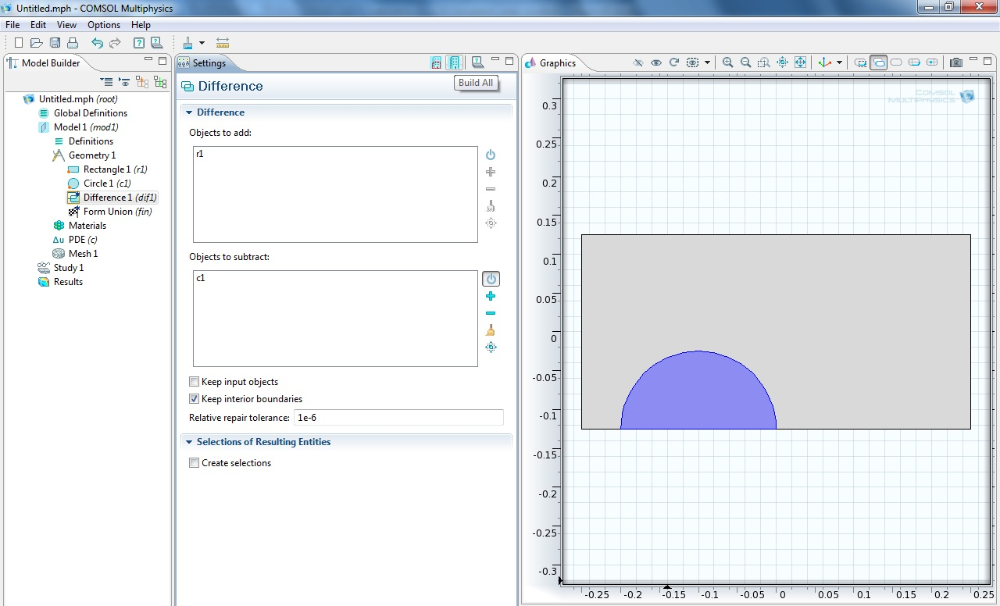 Untitled.mph - COMSOL Multiphysics
File Edit View Options Help
Model Builder
Untitled.mph (root)
Global Definitions
Model 1 (mod1)
Definitions
Geometry 1
Rectangle 1 (r1)
Circle 1 (c1)
Difference 1 (dif1)
Form Union (fin)
Materials
Δu PDE (c)
Mesh 1
Study 1
Results
Settings
Build All
Difference
Difference
Objects to add:
r1
Objects to subtract:
c1
Keep input objects
Keep interior boundaries
Relative repair tolerance: 1e-6
Selections of Resulting Entities
Create selections
Graphics
COMSOL
MULTIPHYSICS
0.3
0.25
0.2
0.15
0.1
0.05
0
-0.05
-0.1
-0.15
-0.2
-0.25
-0.3
-0.25 -0.2 -0.15 -0.1 -0.05 0 0.05 0.1 0.15 0.2 0.25